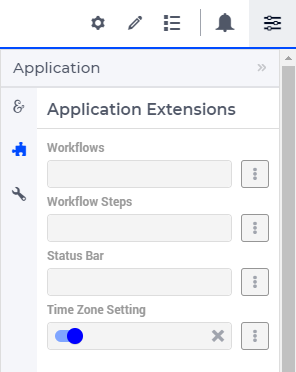 Application
Application Extensions
Workflows
Workflow Steps
Status Bar
Time Zone Setting